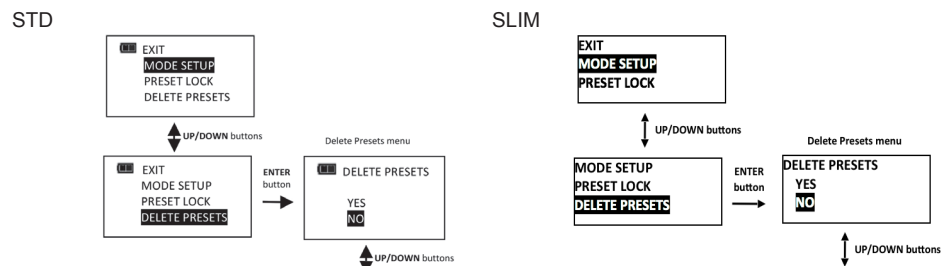 STD
EXIT
MODE SETUP
PRESET LOCK
DELETE PRESETS
UP/DOWN buttons
EXIT
MODE SETUP
PRESET LOCK
DELETE PRESETS
ENTER
button
Delete Presets menu
DELETE PRESETS
YES
NO
UP/DOWN buttons
SLIM
EXIT
MODE SETUP
PRESET LOCK
UP/DOWN buttons
MODE SETUP
PRESET LOCK
DELETE PRESETS
ENTER
button
Delete Presets menu
DELETE PRESETS
YES
NO
UP/DOWN buttons